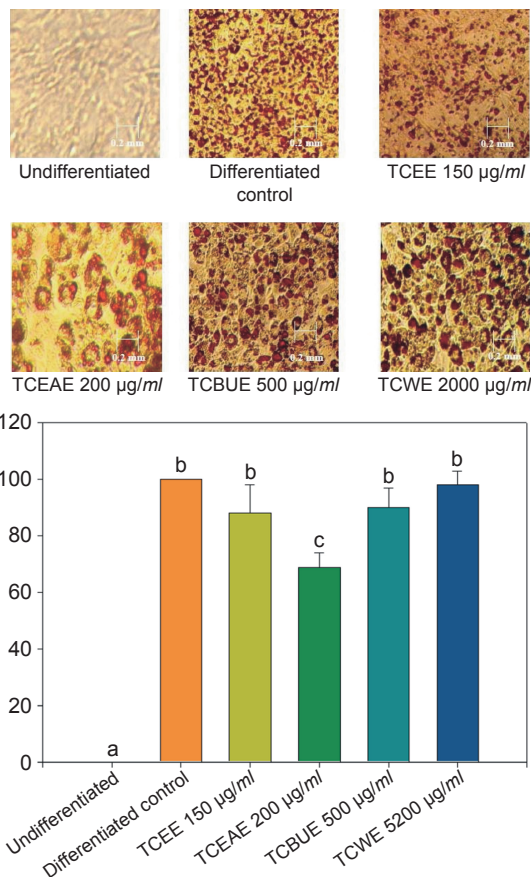 0.2 mm
0.2 mm
0.2 mm
Undifferentiated
Differentiated
control
TCEE 150 µg/ml
0.2 mm
0.2 mm
0.2 mm
TCEAE 200 µg/ml
TCBUE 500 µg/ml
TCWE 2000 µg/ml
120
100
80
60
40
20
0
a
b
b
c
b
b
Undifferentiated
Differentiated control
TCEE 150 µg/ml
TCEAE 200 µg/ml
TCBUE 500 µg/ml
TCWE 5200 µg/ml